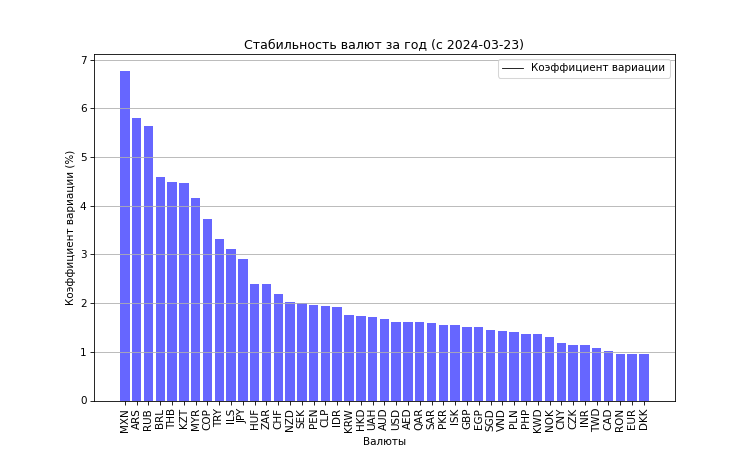 Стабильность валют за год (с 2024-03-23)
Коэффициент вариации
Коэффициент вариации (%)
7
6
5
4
3
2
1
0
MXN ARS RUB BRL THB KZT MYR COP TRY ILS JPY HUF ZAR CHF NZD SEK PEN CLP IDR KRW HKD UAH AUD USD AED QAR SAR PKR ISK GBP EGP SGD VND PLN PHP KWD NOK CNY CZK INR TWD CAD RON EUR DKK
Валюты